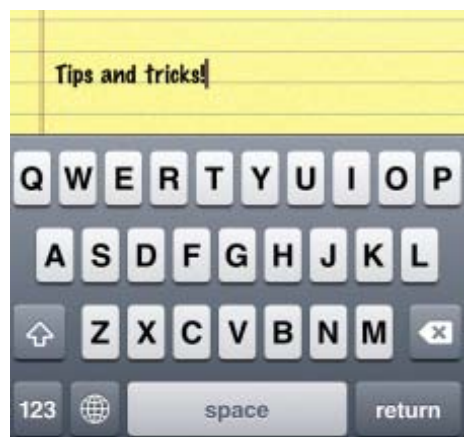 Tips and tricks!
Q W E R T Y U I O P
A S D F G H J K L
Z X C V B N M
123 space return